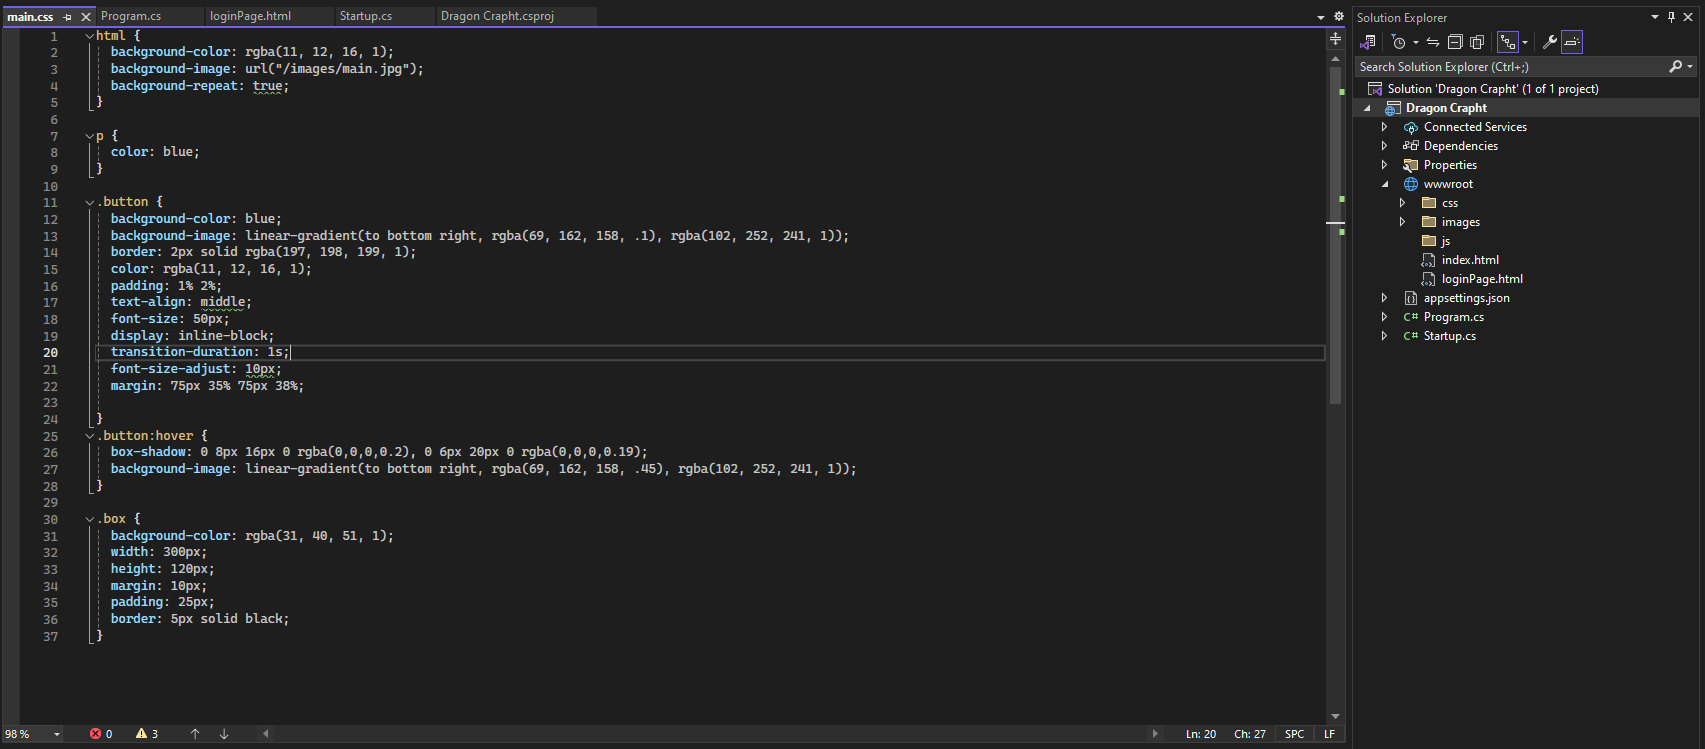 main.css Program.cs loginPage.html Startup.cs Dragon Crapht.csproj
1 html {
2 background-color: rgba(11, 12, 16, 1);
3 background-image: url("/images/main.jpg");
4 background-repeat: true;
5 }
6
7 p {
8 color: blue;
9 }
10
11 .button {
12 background-color: blue;
13 background-image: linear-gradient(to bottom right, rgba(69, 162, 158, .1), rgba(102, 252, 241, 1));
14 border: 2px solid rgba(197, 198, 199, 1);
15 color: rgba(11, 12, 16, 1);
16 padding: 1% 2%;
17 text-align: middle;
18 font-size: 50px;
19 display: inline-block;
20 transition-duration: 1s;
21 font-size-adjust: 10px;
22 margin: 75px 35% 75px 38%;
23
24 }
25 .button:hover {
26 box-shadow: 0 8px 16px 0 rgba(0,0,0,0.2), 0 6px 20px 0 rgba(0,0,0,0.19);
27 background-image: linear-gradient(to bottom right, rgba(69, 162, 158, .45), rgba(102, 252, 241, 1));
28 }
29
30 .box {
31 background-color: rgba(31, 40, 51, 1);
32 width: 300px;
33 height: 120px;
34 margin: 10px;
35 padding: 25px;
36 border: 5px solid black;
37 }
98 % 0 3 Ln: 20 Ch: 27 SPC LF
Solution Explorer
Search Solution Explorer (Ctrl+;)
Solution 'Dragon Crapht' (1 of 1 project)
Dragon Crapht
Connected Services
Dependencies
Properties
wwwroot
css
images
js
index.html
loginPage.html
appsettings.json
C# Program.cs
C# Startup.cs